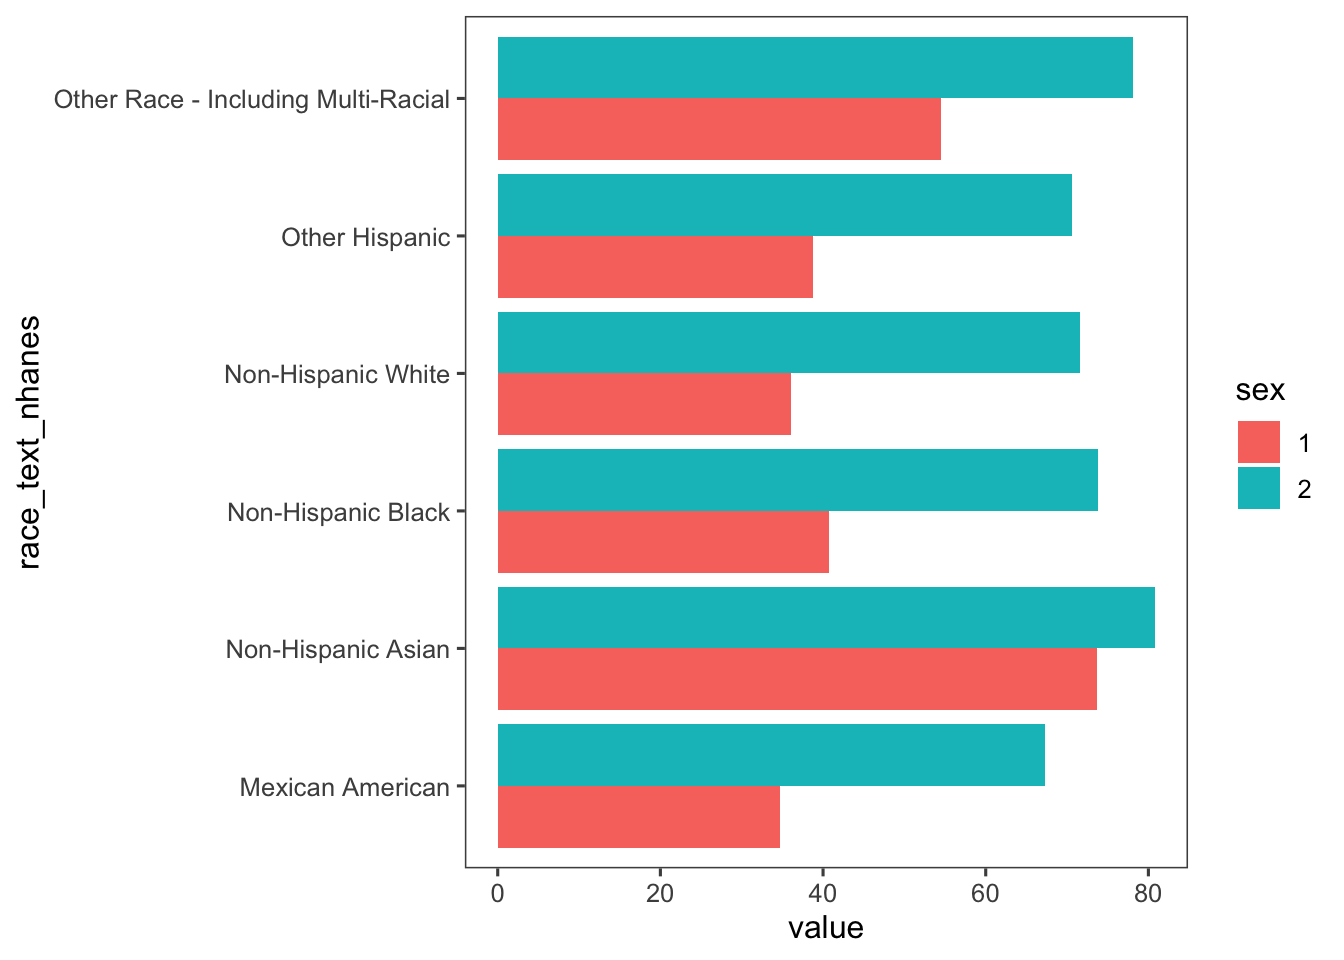 race_text_nhanes
Other Race - Including Multi-Racial
Other Hispanic
Non-Hispanic White
Non-Hispanic Black
Non-Hispanic Asian
Mexican American
0 20 40 60 80
value
sex
1
2